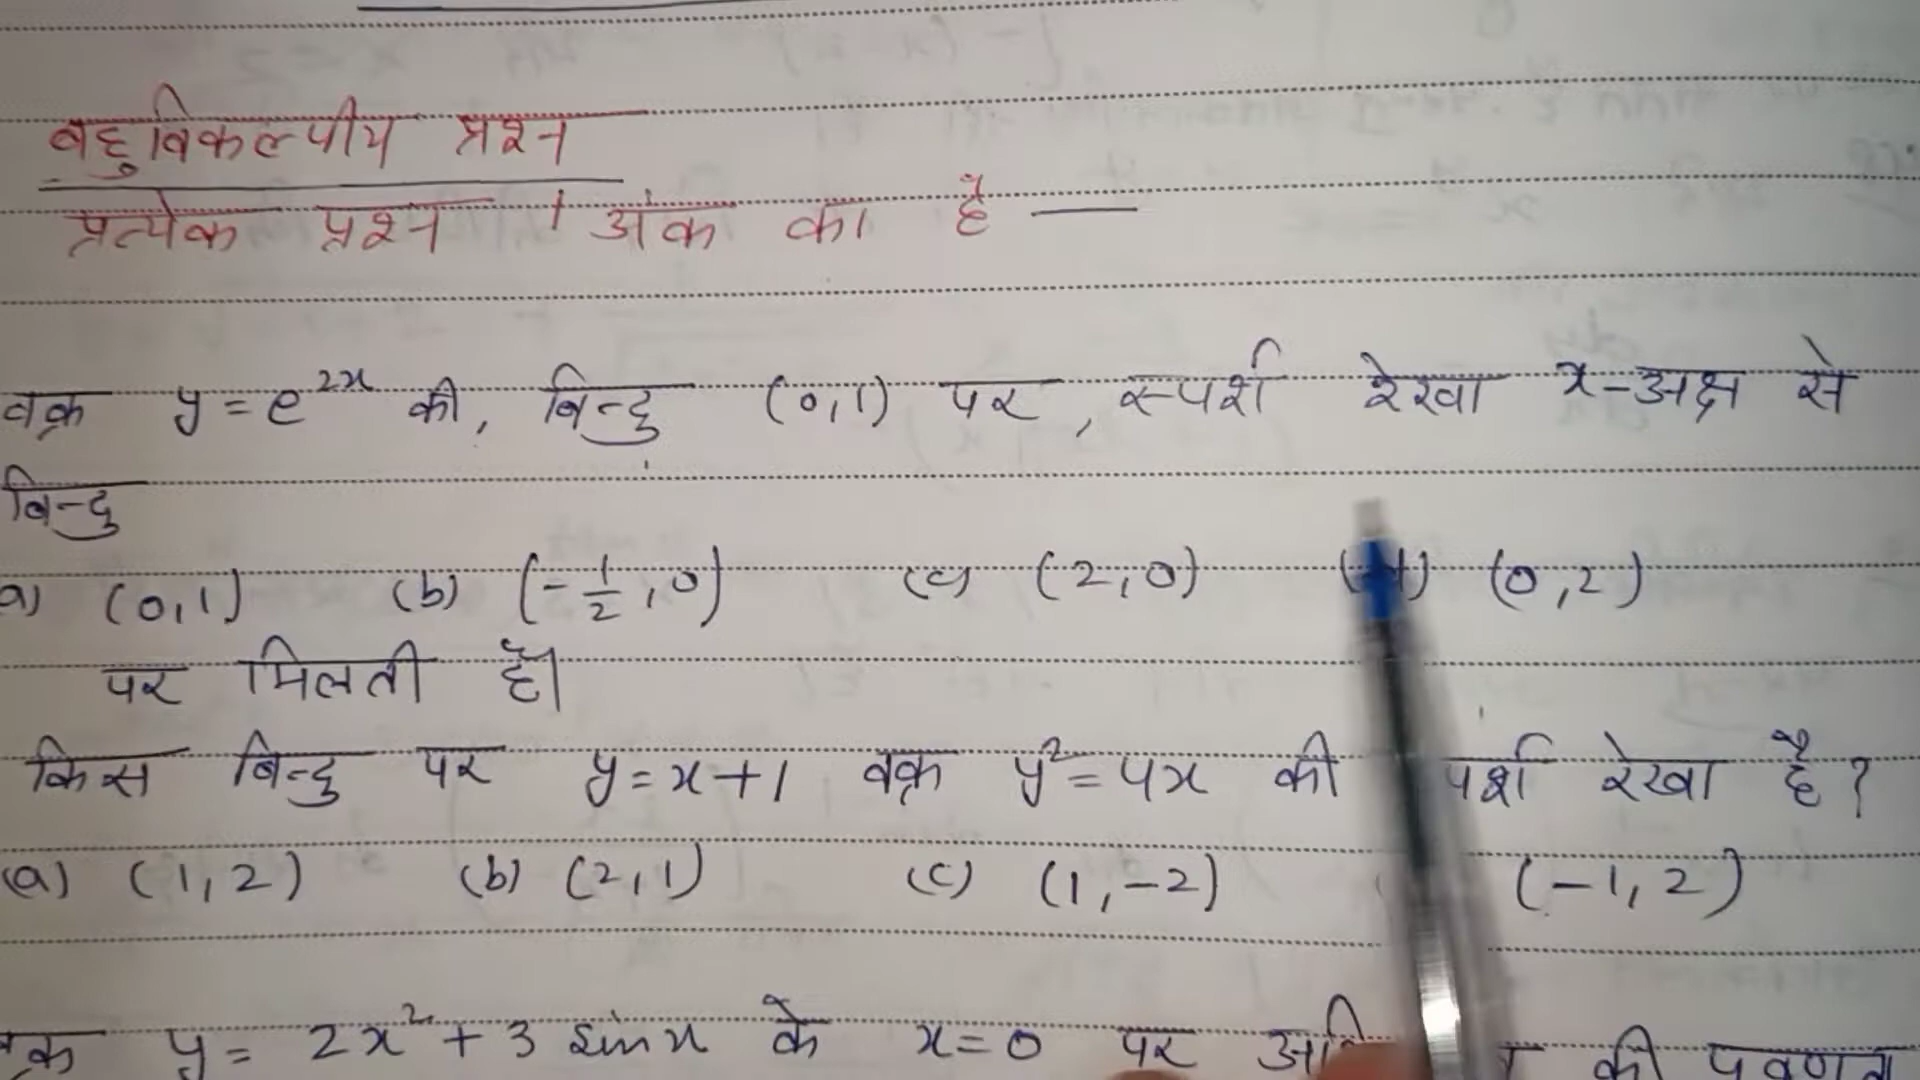 बहुविकल्पीय प्रश्न
प्रत्येक प्रश्न 1 अंक का है —
वक्र y = e^{2x} की, बिन्दु (0,1) पर, स्पर्श रेखा x-अक्ष से
बिन्दु
a) (0,1) (b) (-1/2, 0) (c) (2,0) (0,2)
पर मिलती है।
किस बिन्दु पर y = x+1 वक्र y² = 4x की पर्श रेखा है ?
(a) (1,2) (b) (2,1) (c) (1,-2) (-1,2)
y = 2x² + 3 sin x के x=0 पर की प्रवणता